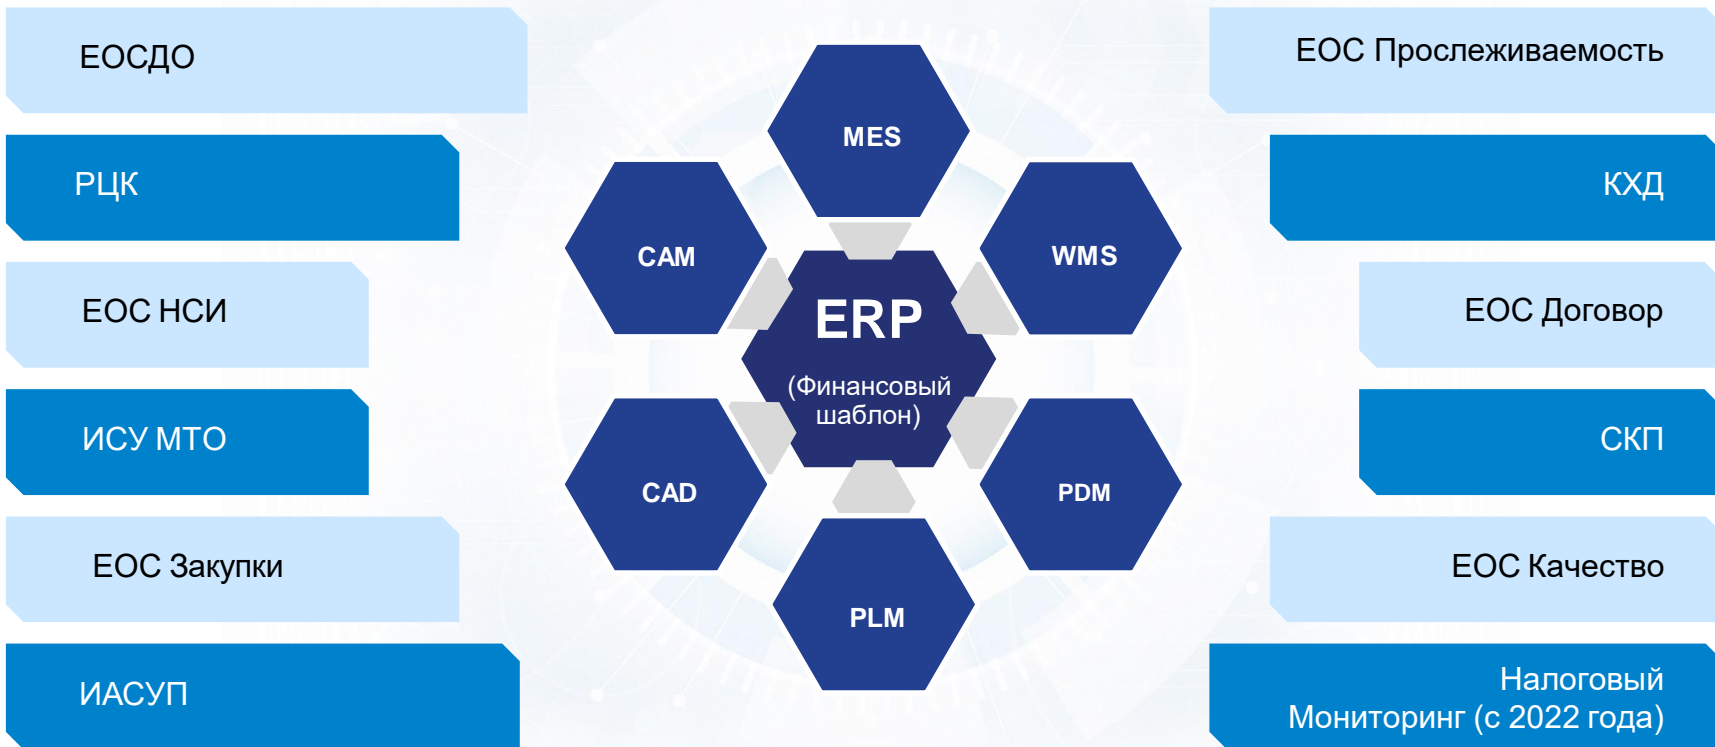 ЕОСДО
РЦК
ЕОС НСИ
ИСУ МТО
ЕОС Закупки
ИАСУП
MES
CAM
WMS
ERP
(Финансовый
шаблон)
CAD
PDM
PLM
ЕОС Прослеживаемость
КХД
ЕОС Договор
СКП
ЕОС Качество
Налоговый
Мониторинг (с 2022 года)